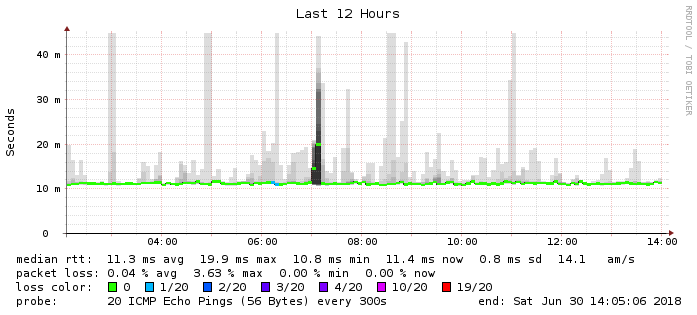 Last 12 Hours
RRDTOOL / TOBI OETIKER
Seconds
40 m
30 m
20 m
10 m
0
04:00 06:00 08:00 10:00 12:00 14:00
median rtt: 11.3 ms avg 19.9 ms max 10.8 ms min 11.4 ms now 0.8 ms sd 14.1 am/s
packet loss: 0.04 % avg 3.63 % max 0.00 % min 0.00 % now
loss color: 0 1/20 2/20 3/20 4/20 10/20 19/20
probe: 20 ICMP Echo Pings (56 Bytes) every 300s end: Sat Jun 30 14:05:06 2018